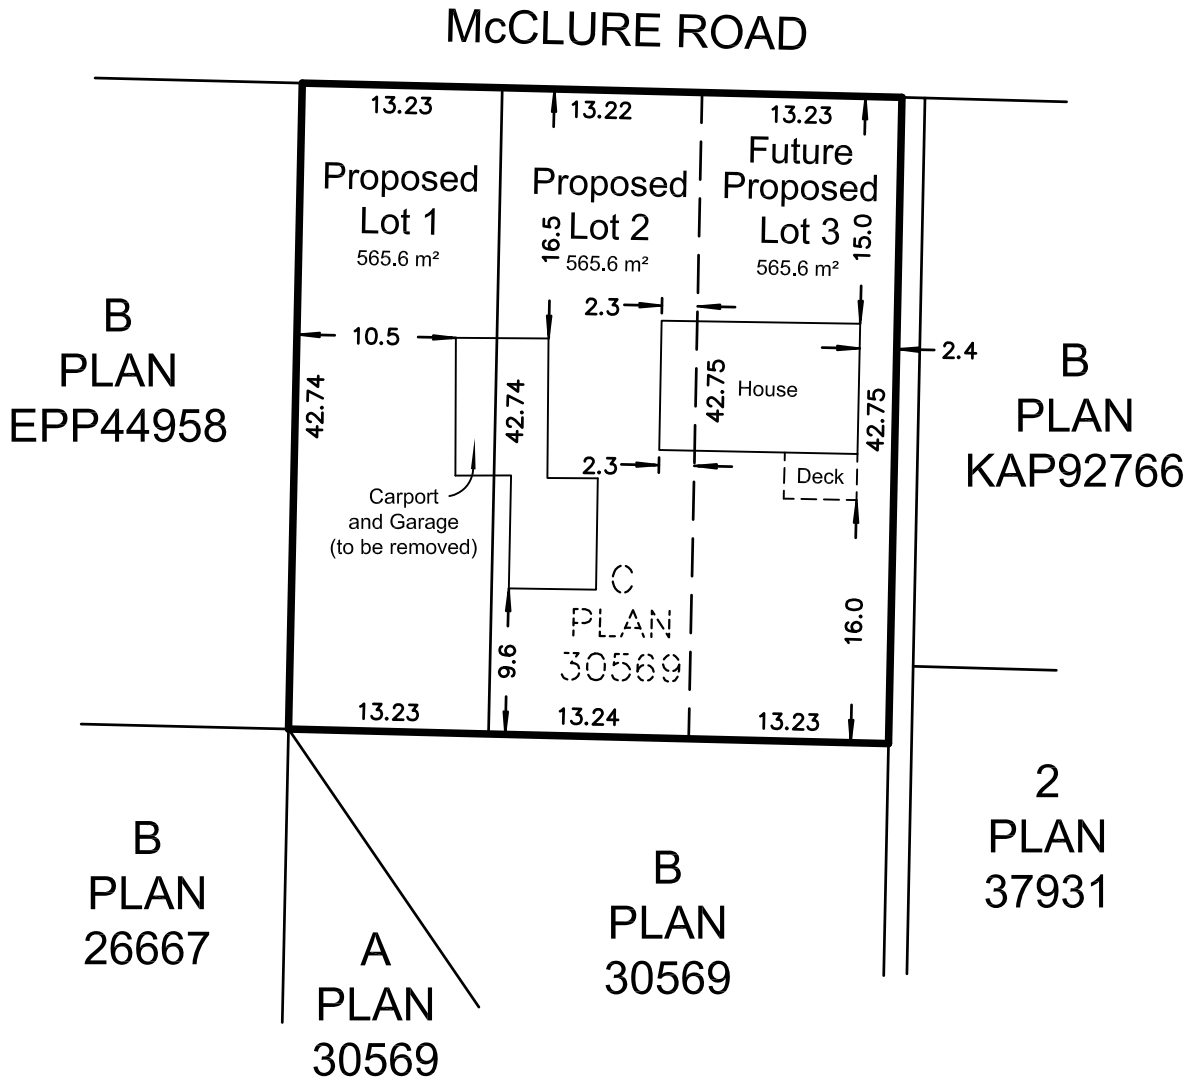 McCLURE ROAD
13.23
13.22
13.23
Proposed
Lot 1
565.6 m²
Proposed
Lot 2
565.6 m²
Future
Proposed
Lot 3
565.6 m²
16.5
15.0
2.3
10.5
2.4
42.74
42.74
42.75
House
42.75
B
PLAN
EPP44958
B
PLAN
KAP92766
2.3
Deck
Carport
and Garage
(to be removed)
C
PLAN
30569
9.6
16.0
13.23
13.24
13.23
B
PLAN
26667
A
PLAN
30569
B
PLAN
30569
2
PLAN
37931